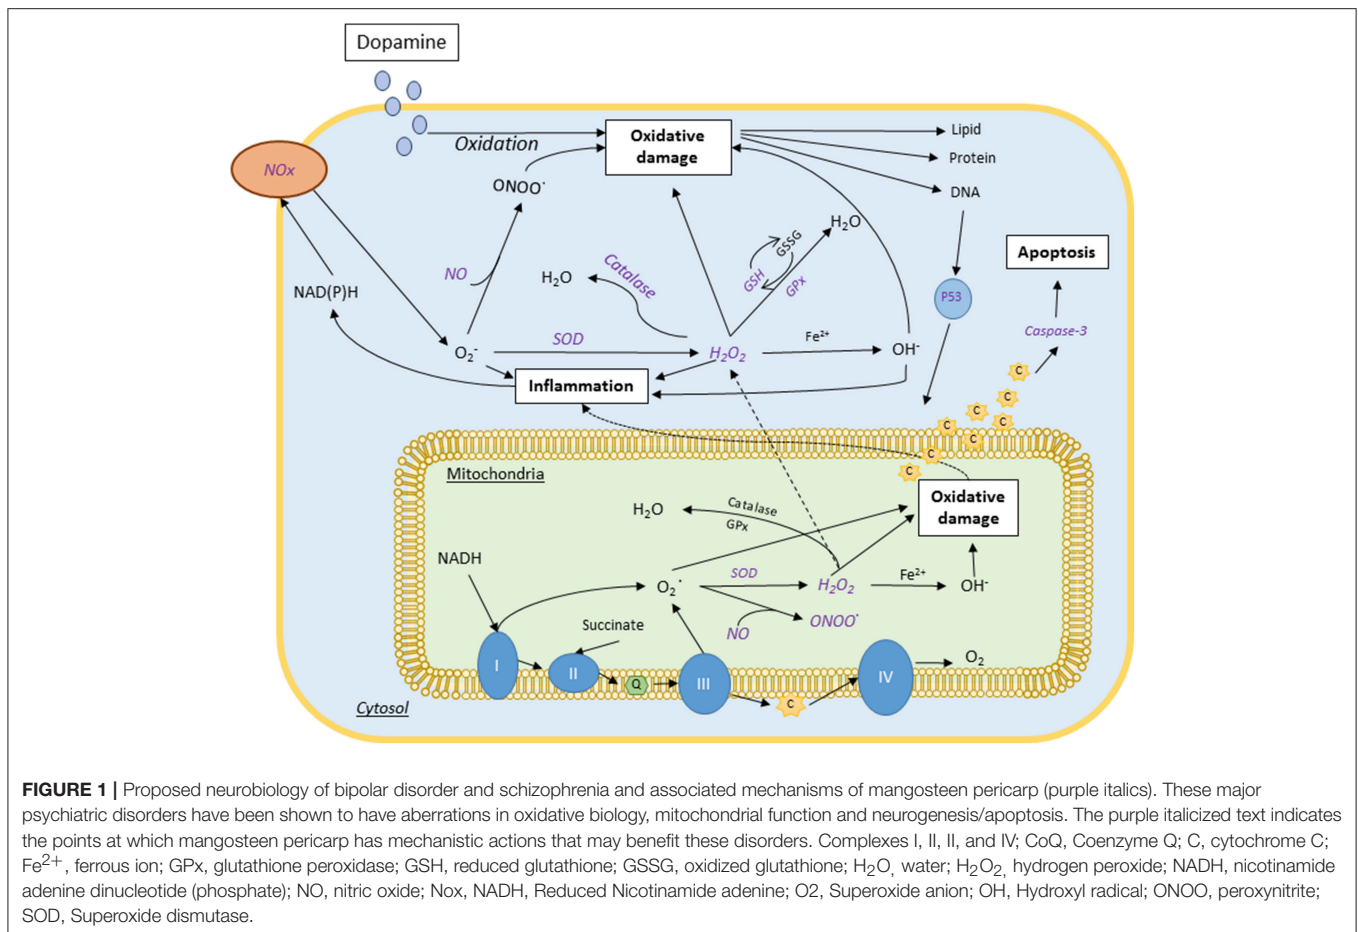 Dopamine
Oxidation
Oxidative
damage
Lipid
Protein
DNA
NOx
ONOO˙
H₂O
GSSG
GSH
GPx
Apoptosis
NO
H₂O
Catalase
NAD(P)H
P53
Caspase-3
O₂⁻
SOD
H₂O₂
Fe²⁺
OH⁻
Inflammation
C
C
C
C
C
C
C
C
Mitochondria
Oxidative
damage
H₂O
Catalase
GPx
NADH
O₂˙
SOD
H₂O₂
Fe²⁺
OH⁻
Succinate
NO
ONOO˙
I
II
Q
III
C
IV
O₂
Cytosol
FIGURE 1 | Proposed neurobiology of bipolar disorder and schizophrenia and associated mechanisms of mangosteen pericarp (purple italics). These major
psychiatric disorders have been shown to have aberrations in oxidative biology, mitochondrial function and neurogenesis/apoptosis. The purple italicized text indicates
the points at which mangosteen pericarp has mechanistic actions that may benefit these disorders. Complexes I, II, II, and IV; CoQ, Coenzyme Q; C, cytochrome C;
Fe²⁺, ferrous ion; GPx, glutathione peroxidase; GSH, reduced glutathione; GSSG, oxidized glutathione; H₂O, water; H₂O₂, hydrogen peroxide; NADH, nicotinamide
adenine dinucleotide (phosphate); NO, nitric oxide; Nox, NADH, Reduced Nicotinamide adenine; O2, Superoxide anion; OH, Hydroxyl radical; ONOO, peroxynitrite;
SOD, Superoxide dismutase.